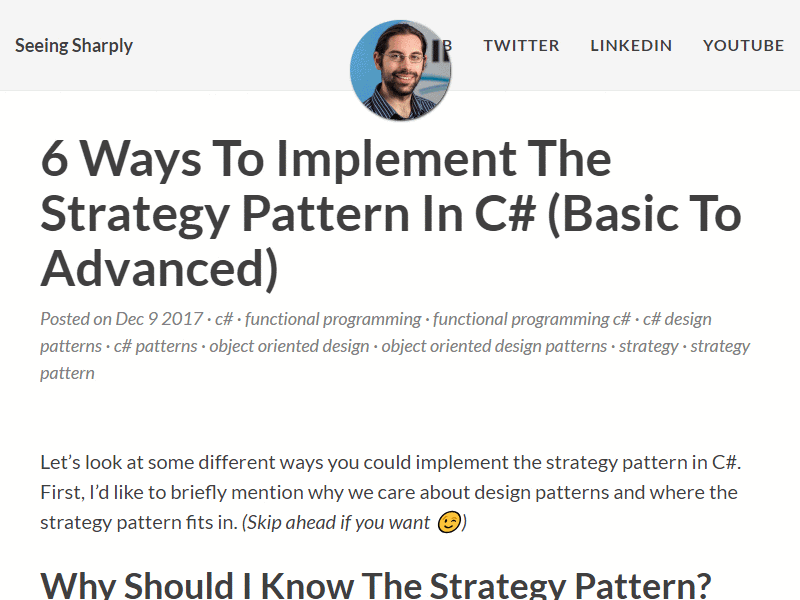 Seeing Sharply
B TWITTER LINKEDIN YOUTUBE
6 Ways To Implement The
Strategy Pattern In C# (Basic To
Advanced)
Posted on Dec 9 2017 · c# · functional programming · functional programming c# · c# design
patterns · c# patterns · object oriented design · object oriented design patterns · strategy · strategy
pattern
Let’s look at some different ways you could implement the strategy pattern in C#.
First, I’d like to briefly mention why we care about design patterns and where the
strategy pattern fits in. (Skip ahead if you want 😉)
Why Should I Know The Strategy Pattern?